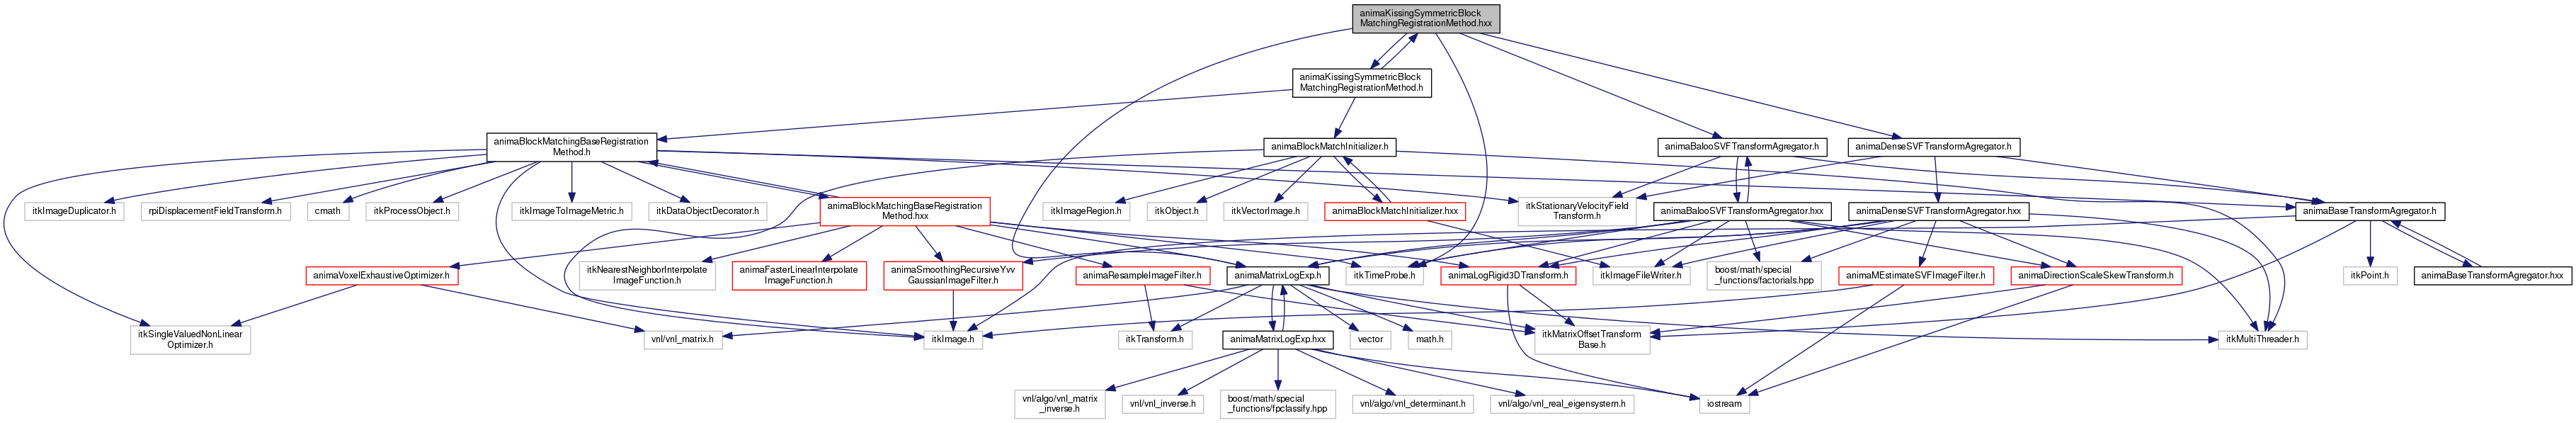 animaKissingSymmetricBlock
MatchingRegistrationMethod.hxx
animaKissingSymmetricBlock
MatchingRegistrationMethod.h
animaBlockMatchingBaseRegistration
Method.h
animaBlockMatchInitializer.h
animaBalooSVFTransformAgregator.h
animaDenseSVFTransformAgregator.h
itkImageDuplicator.h
rpiDisplacementFieldTransform.h
cmath
itkProcessObject.h
itkImageToImageMetric.h
itkDataObjectDecorator.h
animaBlockMatchingBaseRegistration
Method.hxx
itkImageRegion.h
itkObject.h
itkVectorImage.h
animaBlockMatchInitializer.hxx
itkStationaryVelocityField
Transform.h
animaBalooSVFTransformAgregator.hxx
animaDenseSVFTransformAgregator.hxx
animaBaseTransformAgregator.h
animaVoxelExhaustiveOptimizer.h
itkNearestNeighborInterpolate
ImageFunction.h
animaFasterLinearInterpolate
ImageFunction.h
animaSmoothingRecursiveYvv
GaussianImageFilter.h
animaResampleImageFilter.h
animaMatrixLogExp.h
itkTimeProbe.h
animaLogRigid3DTransform.h
itkImageFileWriter.h
boost/math/special
_functions/factorials.hpp
animaMEstimateSVFImageFilter.h
animaDirectionScaleSkewTransform.h
itkPoint.h
animaBaseTransformAgregator.hxx
itkSingleValuedNonLinear
Optimizer.h
vnl/vnl_matrix.h
itkImage.h
itkTransform.h
animaMatrixLogExp.hxx
vector
math.h
itkMatrixOffsetTransform
Base.h
itkMultiThreader.h
vnl/algo/vnl_matrix
_inverse.h
vnl/vnl_inverse.h
boost/math/special
_functions/fpclassify.hpp
vnl/algo/vnl_determinant.h
vnl/algo/vnl_real_eigensystem.h
iostream